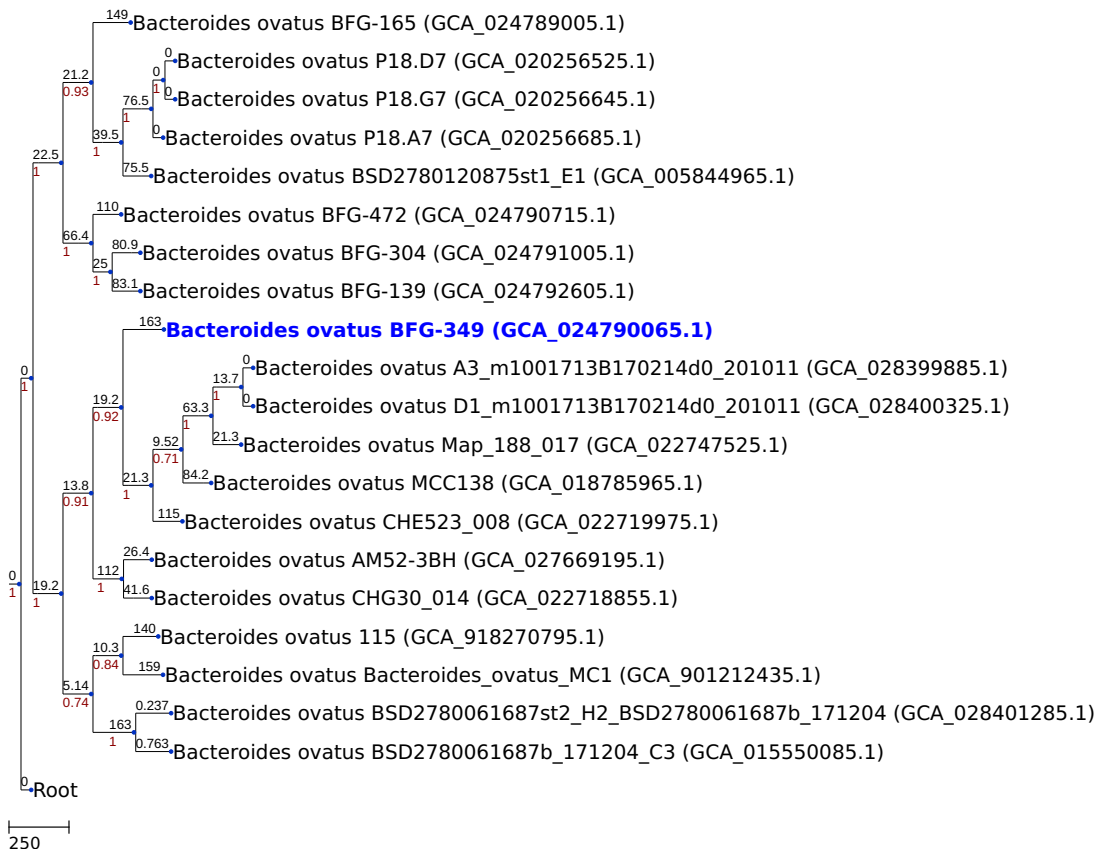 149 Bacteroides ovatus BFG-165 (GCA_024789005.1)
0 Bacteroides ovatus P18.D7 (GCA_020256525.1)
21.2 0
0.93 1
0 Bacteroides ovatus P18.G7 (GCA_020256645.1)
76.5
1
39.5 0 Bacteroides ovatus P18.A7 (GCA_020256685.1)
1
22.5
1
75.5 Bacteroides ovatus BSD2780120875st1_E1 (GCA_005844965.1)
110 Bacteroides ovatus BFG-472 (GCA_024790715.1)
66.4
1
80.9 Bacteroides ovatus BFG-304 (GCA_024791005.1)
25
1
83.1 Bacteroides ovatus BFG-139 (GCA_024792605.1)
163 Bacteroides ovatus BFG-349 (GCA_024790065.1)
0 Bacteroides ovatus A3_m1001713B170214d0_201011 (GCA_028399885.1)
0 13.7
1 1
0 Bacteroides ovatus D1_m1001713B170214d0_201011 (GCA_028400325.1)
19.2 63.3
0.92 1
21.3 Bacteroides ovatus Map_188_017 (GCA_022747525.1)
9.52
0.71
84.2 Bacteroides ovatus MCC138 (GCA_018785965.1)
13.8 21.3
0.91 1
115 Bacteroides ovatus CHE523_008 (GCA_022719975.1)
26.4 Bacteroides ovatus AM52-3BH (GCA_027669195.1)
0 112
1 1
19.2
1
41.6 Bacteroides ovatus CHG30_014 (GCA_022718855.1)
140 Bacteroides ovatus 115 (GCA_918270795.1)
10.3
0.84
159 Bacteroides ovatus Bacteroides_ovatus_MC1 (GCA_901212435.1)
5.14
0.74
0.237 Bacteroides ovatus BSD2780061687st2_H2_BSD2780061687b_171204 (GCA_028401285.1)
163
1
0.763 Bacteroides ovatus BSD2780061687b_171204_C3 (GCA_015550085.1)
0 Root
250